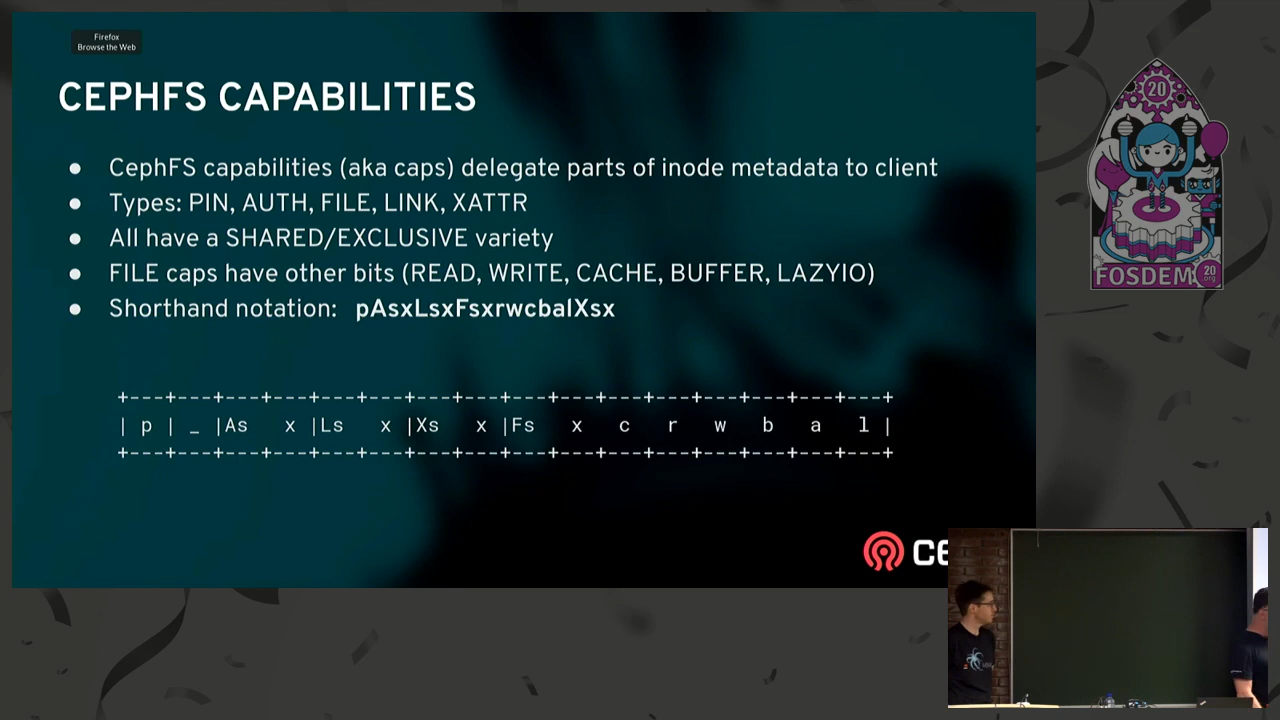 Firefox
Browse the Web
CEPHFS CAPABILITIES
● CephFS capabilities (aka caps) delegate parts of inode metadata to client
● Types: PIN, AUTH, FILE, LINK, XATTR
● All have a SHARED/EXCLUSIVE variety
● FILE caps have other bits (READ, WRITE, CACHE, BUFFER, LAZYIO)
● Shorthand notation: pAsxLsxFsxrwcbalXsx
+---+---+---+---+---+---+---+---+---+---+---+---+---+---+---+---+
| p | _ |As x |Ls x |Xs x |Fs x c r w b a l |
+---+---+---+---+---+---+---+---+---+---+---+---+---+---+---+---+
CE
20
FOSDEM
20
.org